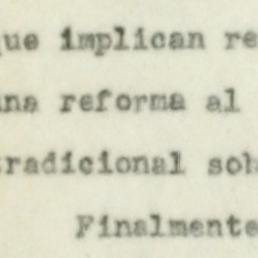 que implican re
una reforma al
tradicional sob
Finalmente